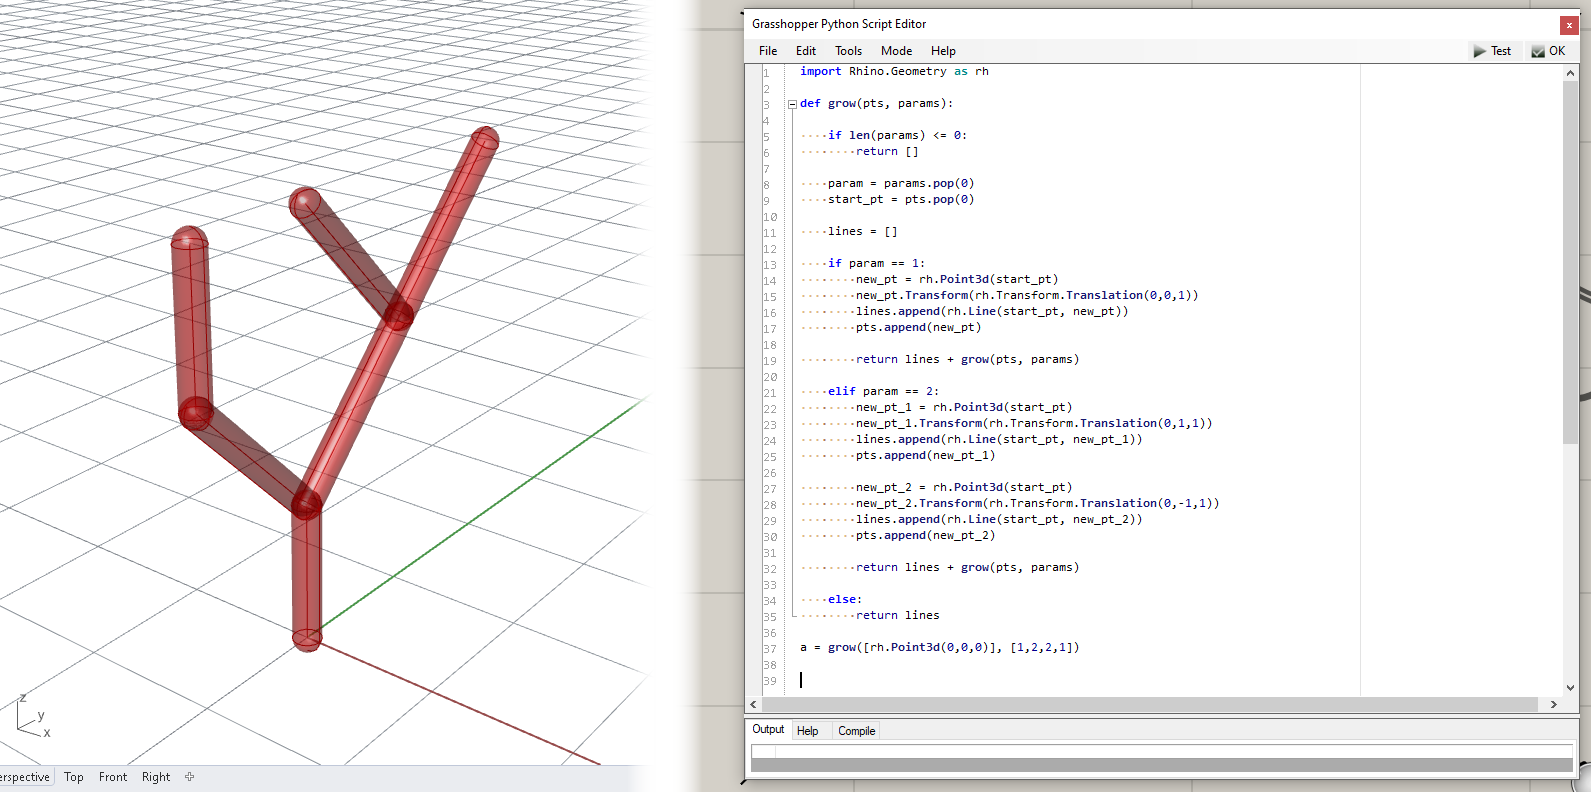 z
y
x
erspective Top Front Right
Grasshopper Python Script Editor
x
File Edit Tools Mode Help
Test OK
1 import Rhino.Geometry as rh
2
3 def grow(pts, params):
4
5 if len(params) <= 0:
6 return []
7
8 param = params.pop(0)
9 start_pt = pts.pop(0)
10
11 lines = []
12
13 if param == 1:
14 new_pt = rh.Point3d(start_pt)
15 new_pt.Transform(rh.Transform.Translation(0,0,1))
16 lines.append(rh.Line(start_pt, new_pt))
17 pts.append(new_pt)
18
19 return lines + grow(pts, params)
20
21 elif param == 2:
22 new_pt_1 = rh.Point3d(start_pt)
23 new_pt_1.Transform(rh.Transform.Translation(0,1,1))
24 lines.append(rh.Line(start_pt, new_pt_1))
25 pts.append(new_pt_1)
26
27 new_pt_2 = rh.Point3d(start_pt)
28 new_pt_2.Transform(rh.Transform.Translation(0,-1,1))
29 lines.append(rh.Line(start_pt, new_pt_2))
30 pts.append(new_pt_2)
31
32 return lines + grow(pts, params)
33
34 else:
35 return lines
36
37 a = grow([rh.Point3d(0,0,0)], [1,2,2,1])
38
39
Output Help Compile